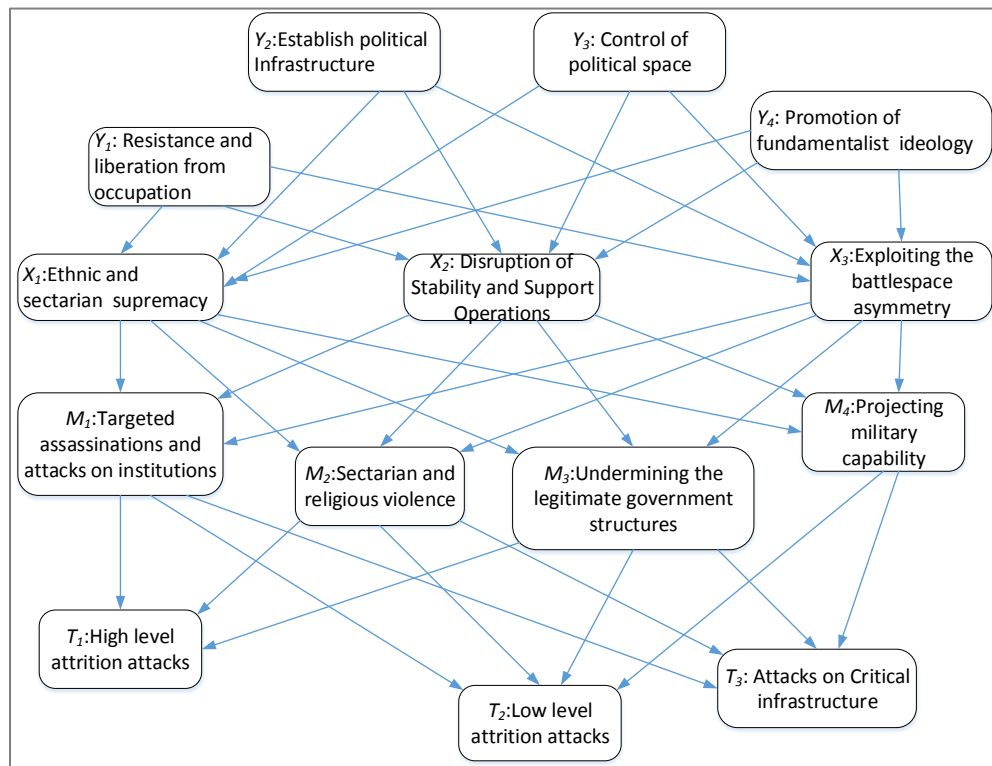 Y2:Establish political
Infrastructure
Y3: Control of
political space
Y4: Promotion of
fundamentalist ideology
Y1: Resistance and
liberation from
occupation
X1:Ethnic and
sectarian supremacy
X2: Disruption of
Stability and Support
Operations
X3:Exploiting the
battlespace
asymmetry
M1:Targeted
assassinations and
attacks on institutions
M2:Sectarian and
religious violence
M3:Undermining the
legitimate government
structures
M4:Projecting
military
capability
T1:High level
attrition attacks
T2:Low level
attrition attacks
T3: Attacks on Critical
infrastructure